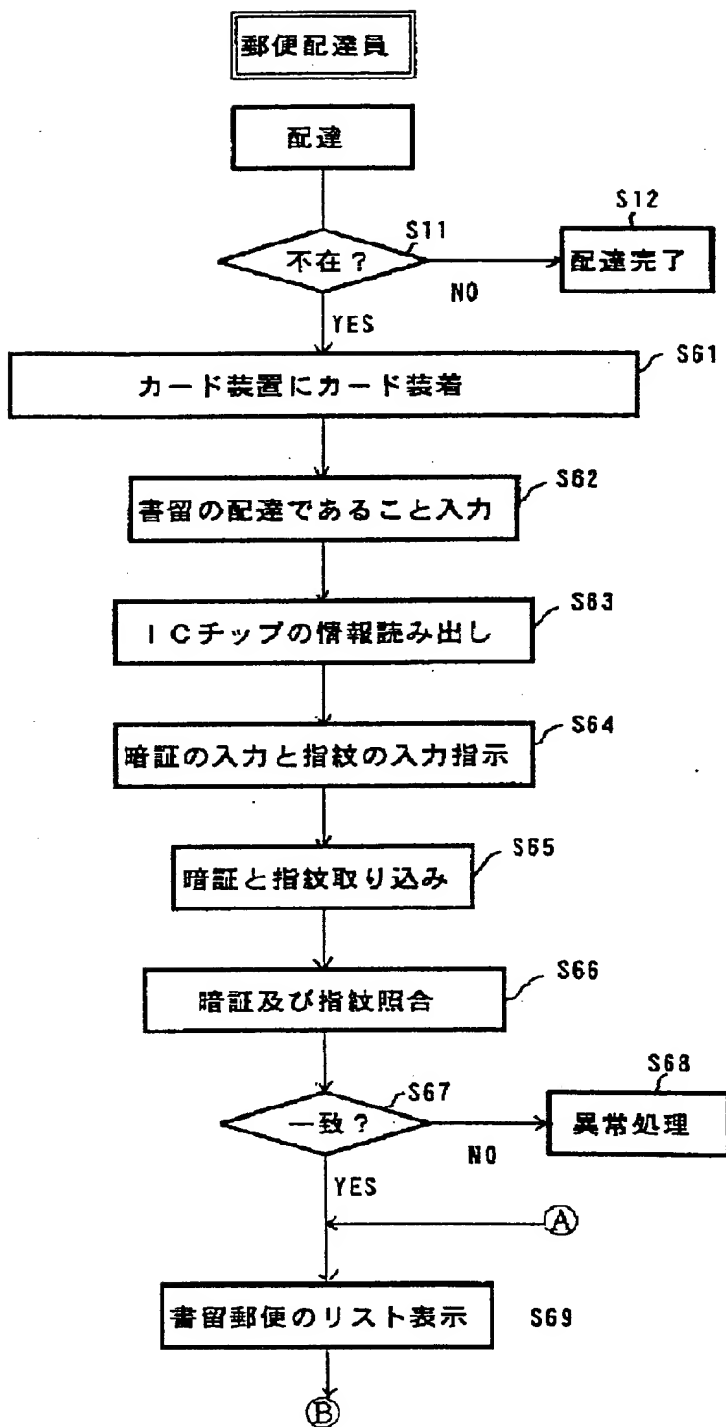 郵便配達員
配達
S11
不在？
NO
YES
S12
配達完了
S61
カード装置にカード装着
S62
書留の配達であること入力
S63
ＩＣチップの情報読み出し
S64
暗証の入力と指紋の入力指示
S65
暗証と指紋取り込み
S66
暗証及び指紋照合
S67
一致？
NO
YES
S68
異常処理
A
書留郵便のリスト表示
S69
B